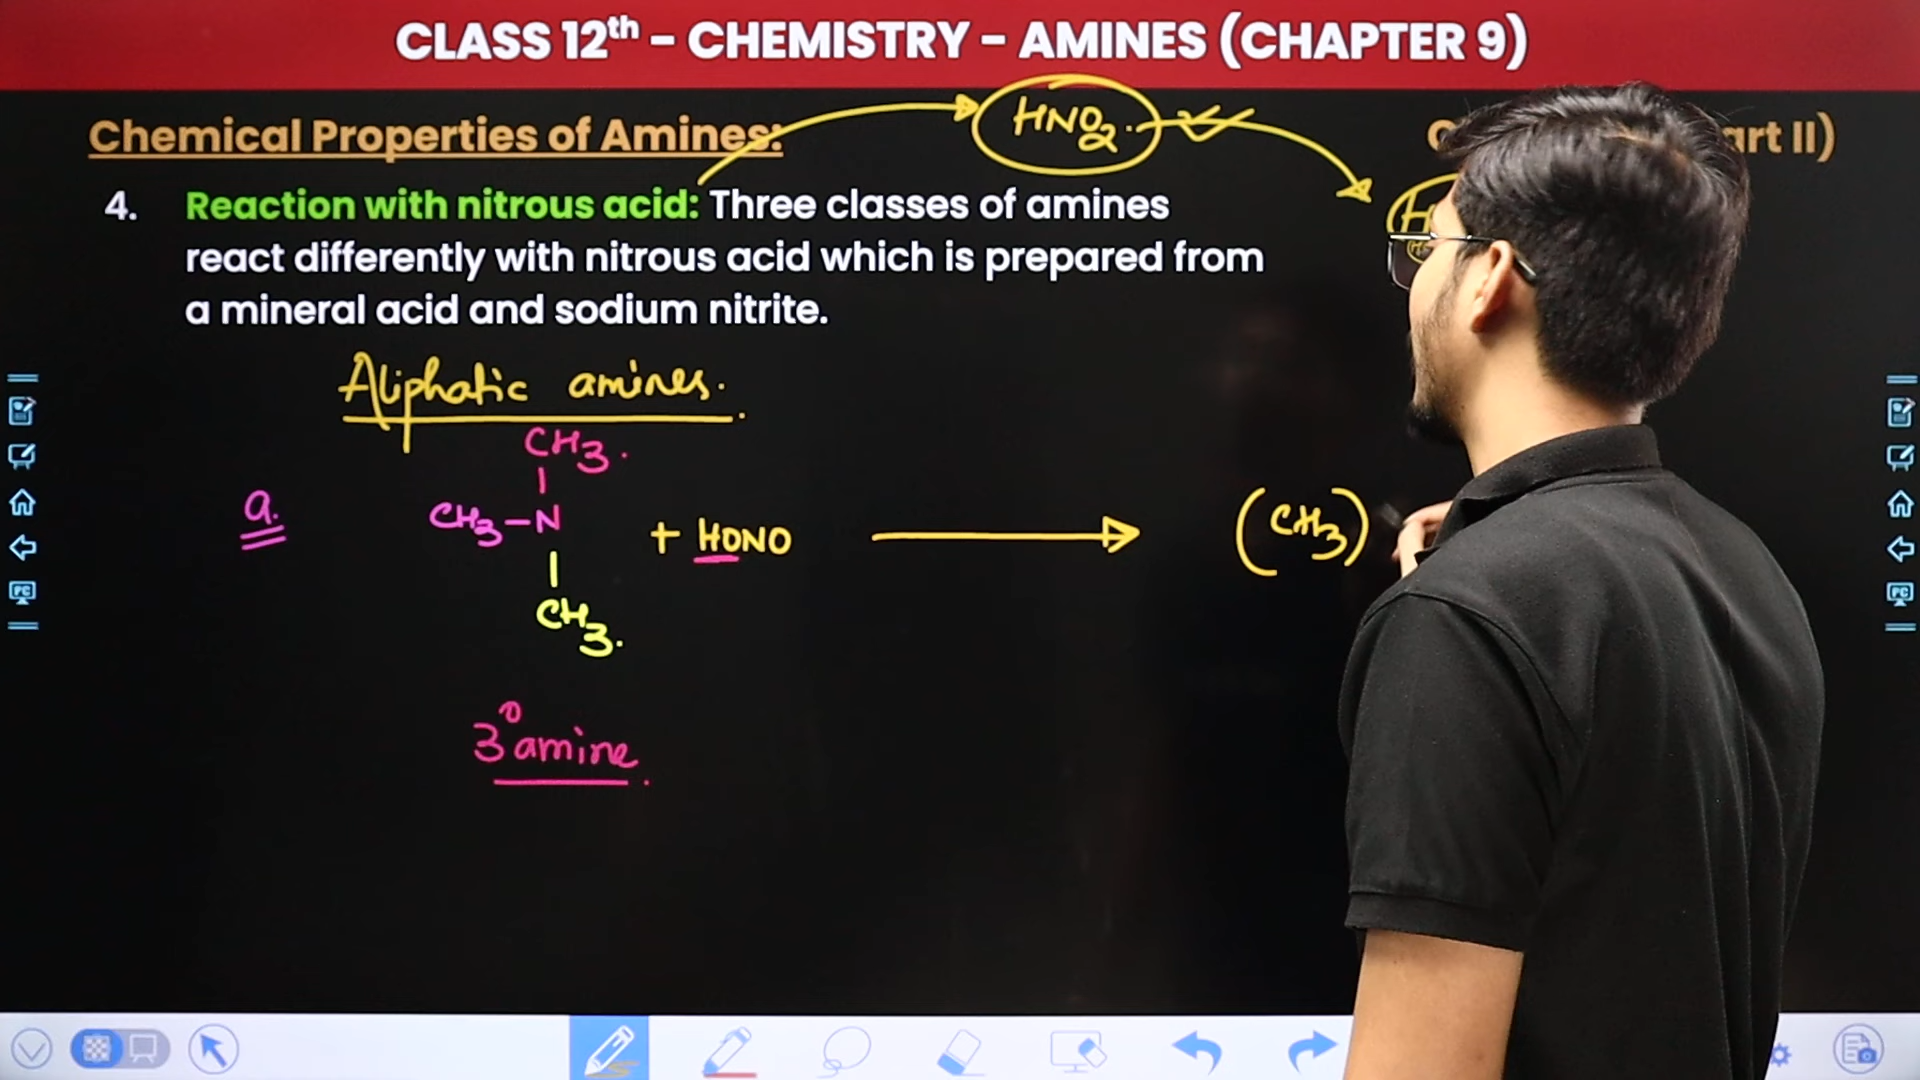 CLASS 12th – CHEMISTRY – AMINES (CHAPTER 9)
Chemical Properties of Amines:
HNO2.
art II)
4. Reaction with nitrous acid: Three classes of amines
react differently with nitrous acid which is prepared from
a mineral acid and sodium nitrite.
Aliphatic amines.
CH3.
a. CH3–N + HONO (CH3)
CH3.
3° amine.